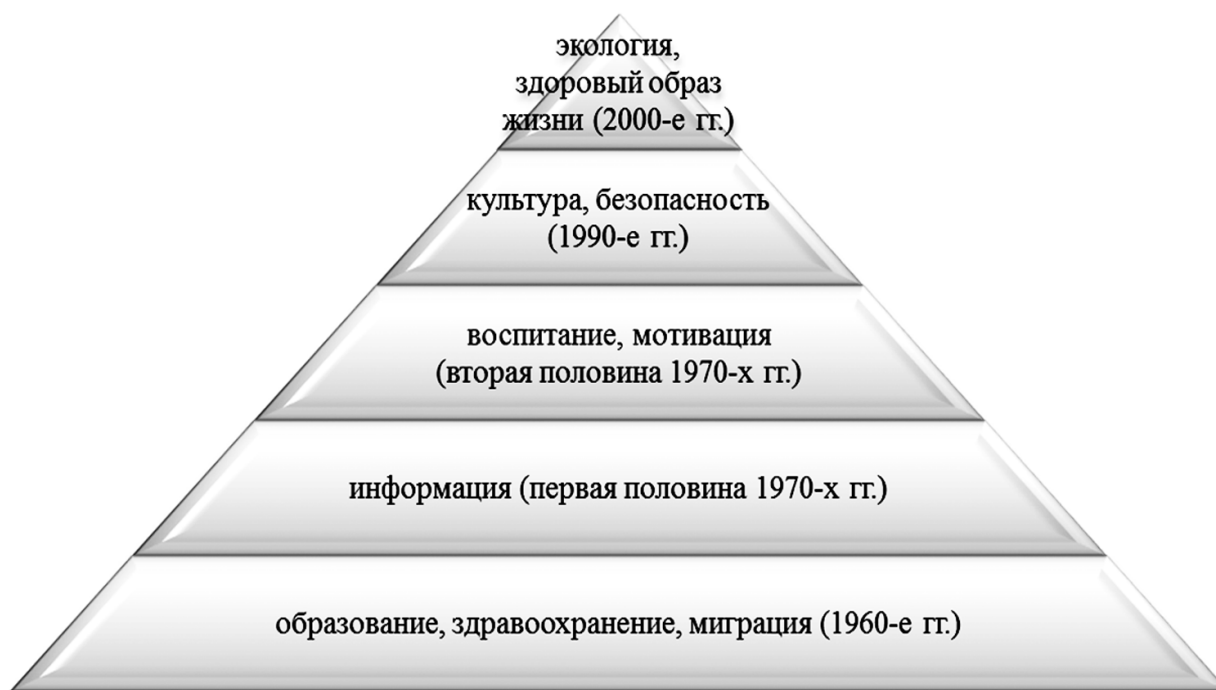 экология,
здоровый образ
жизни (2000-е гг.)
культура, безопасность
(1990-е гг.)
воспитание, мотивация
(вторая половина 1970-х гг.)
информация (первая половина 1970-х гг.)
образование, здравоохранение, миграция (1960-е гг.)